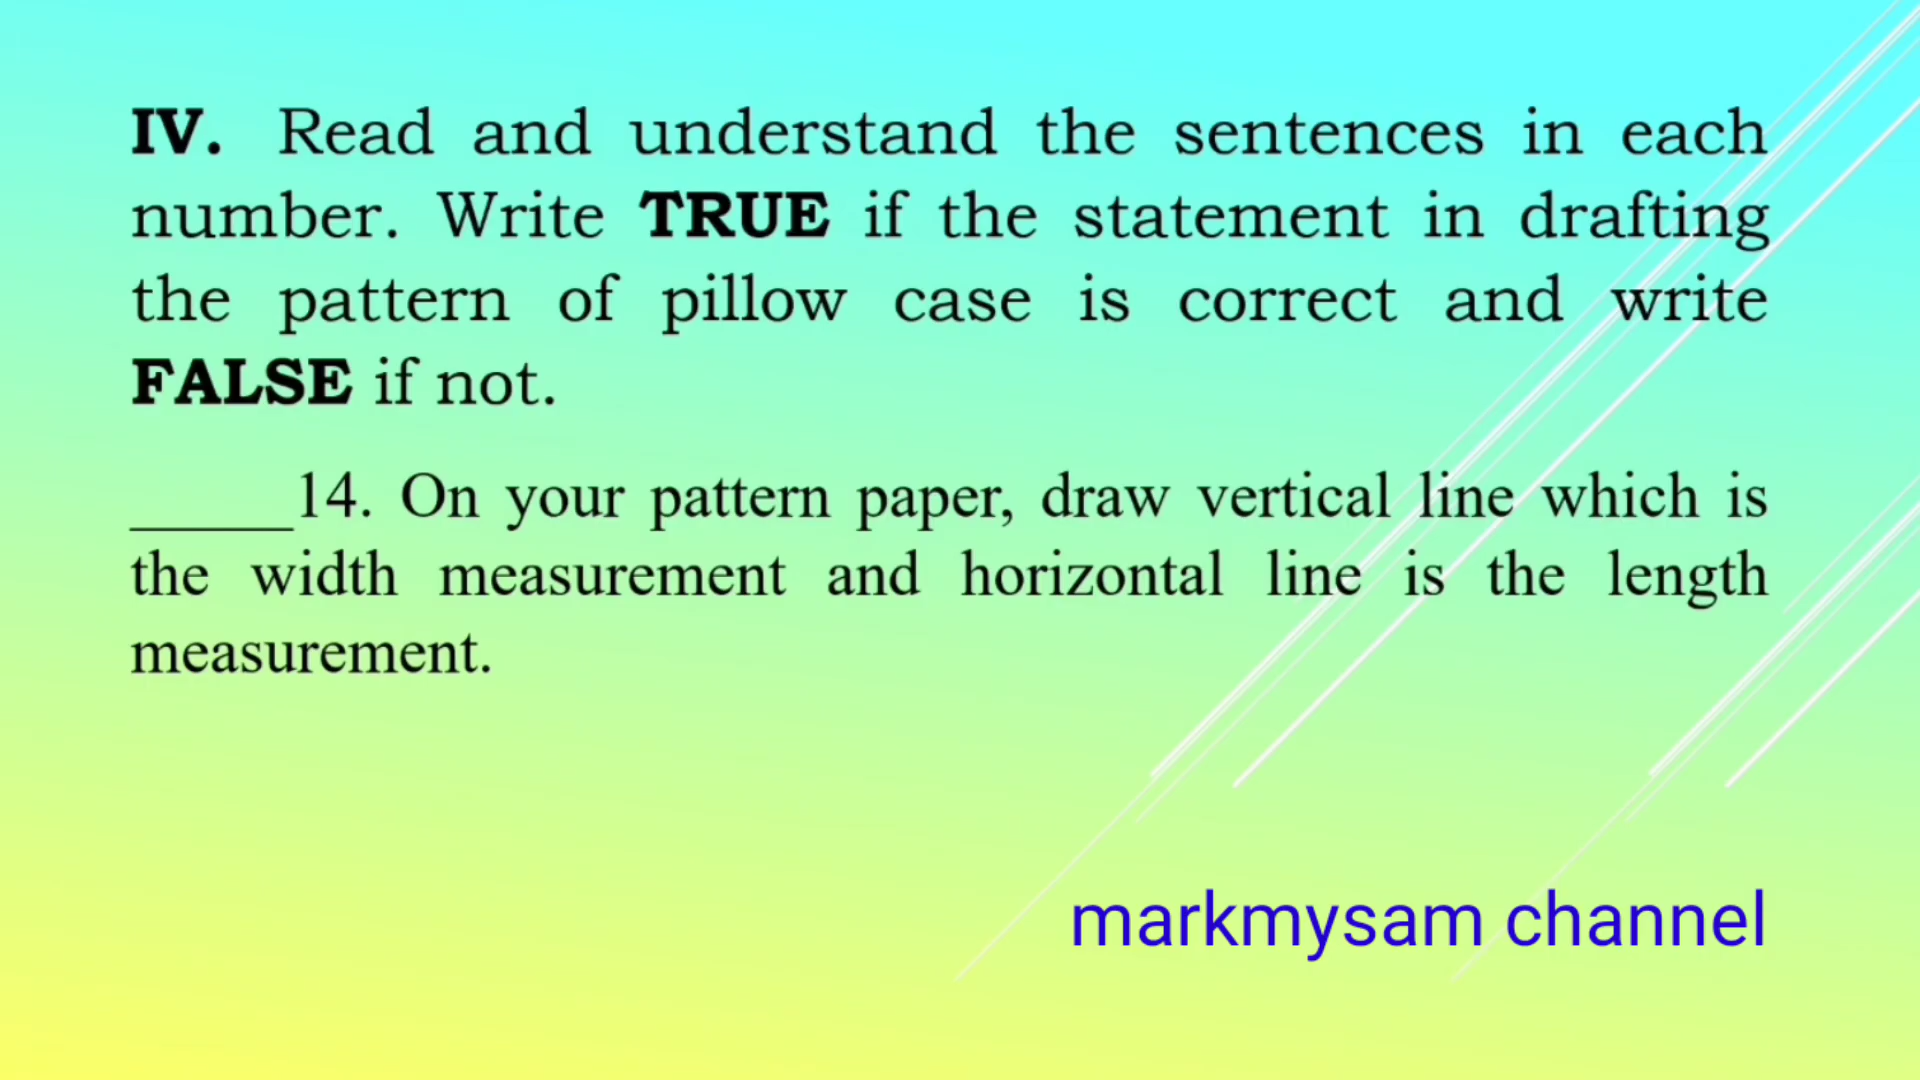 IV. Read and understand the sentences in each
number. Write TRUE if the statement in drafting
the pattern of pillow case is correct and write
FALSE if not.
_____14. On your pattern paper, draw vertical line which is
the width measurement and horizontal line is the length
measurement.
markmysam channel